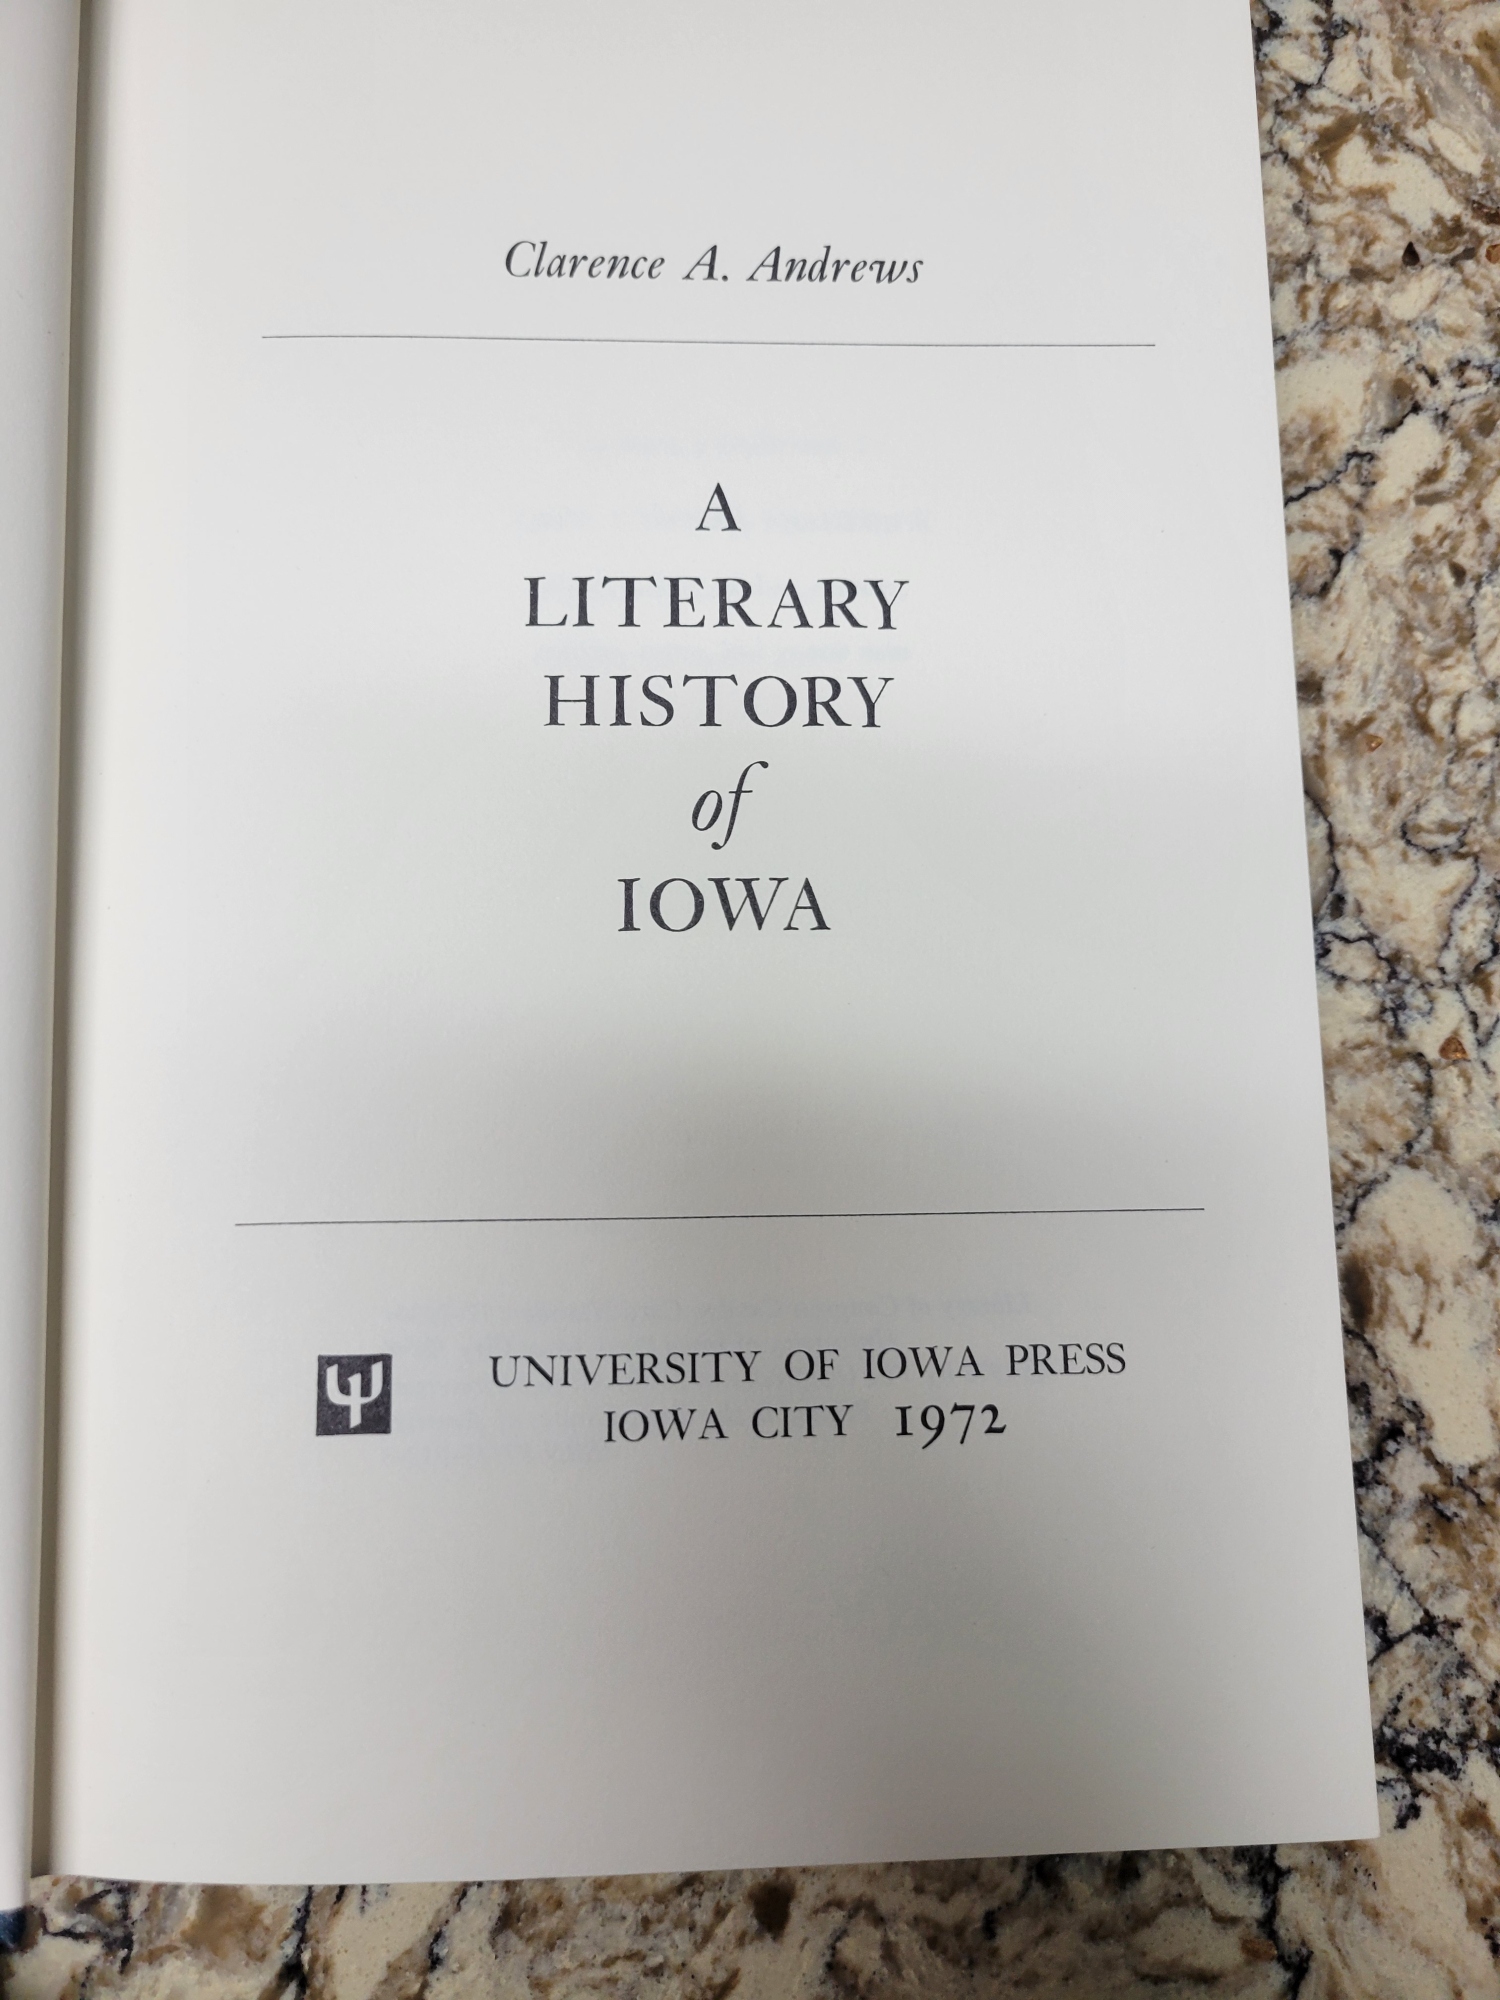 Clarence A. Andrews
A
LITERARY
HISTORY
of
IOWA
UNIVERSITY OF IOWA PRESS
IOWA CITY 1972